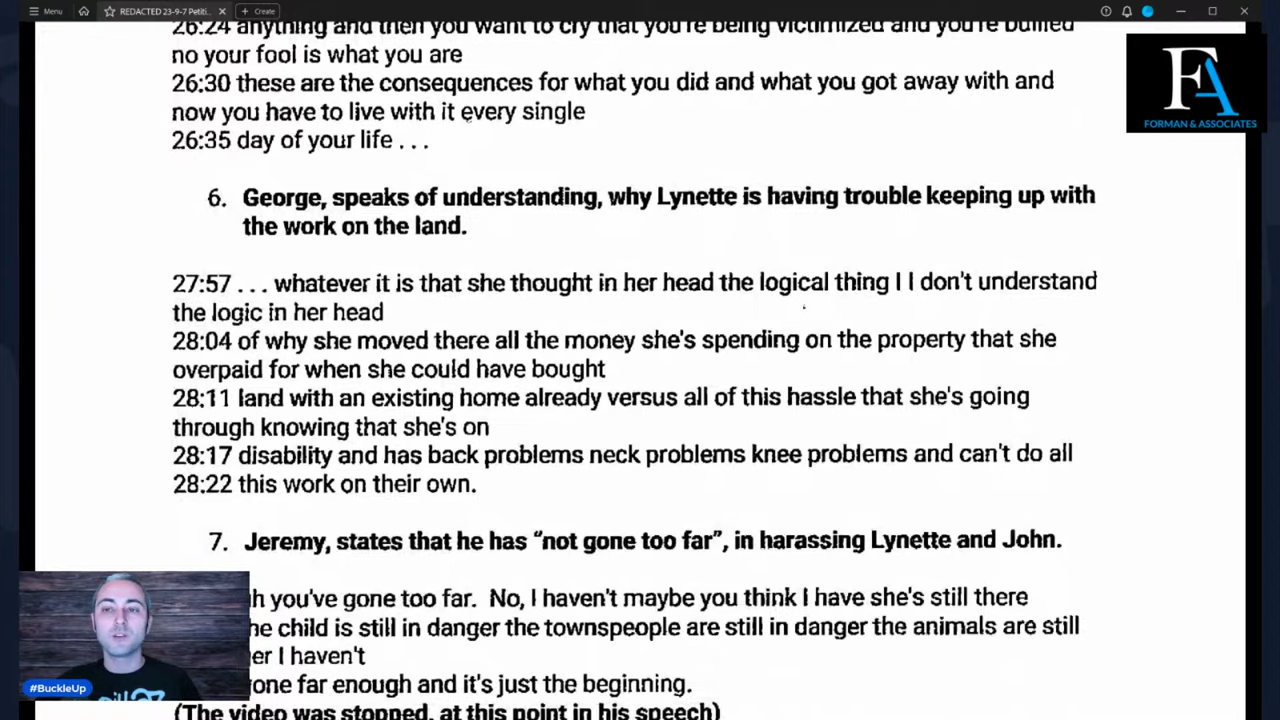 Menu
REDACTED 23-9-7 Petiti...
Create
26:24 anything and then you want to cry that you're being victimized and you're bullied
no your fool is what you are
26:30 these are the consequences for what you did and what you got away with and
now you have to live with it every single
26:35 day of your life . . .
6. George, speaks of understanding, why Lynette is having trouble keeping up with
the work on the land.
27:57 . . . whatever it is that she thought in her head the logical thing I I don't understand
the logic in her head
28:04 of why she moved there all the money she's spending on the property that she
overpaid for when she could have bought
28:11 land with an existing home already versus all of this hassle that she's going
through knowing that she's on
28:17 disability and has back problems neck problems knee problems and can't do all
28:22 this work on their own.
7. Jeremy, states that he has "not gone too far", in harassing Lynette and John.
you've gone too far. No, I haven't maybe you think I have she's still there
child is still in danger the townspeople are still in danger the animals are still
I haven't
far enough and it's just the beginning.
(The video was stopped, at this point in his speech)
FA
FORMAN & ASSOCIATES
#BuckleUp